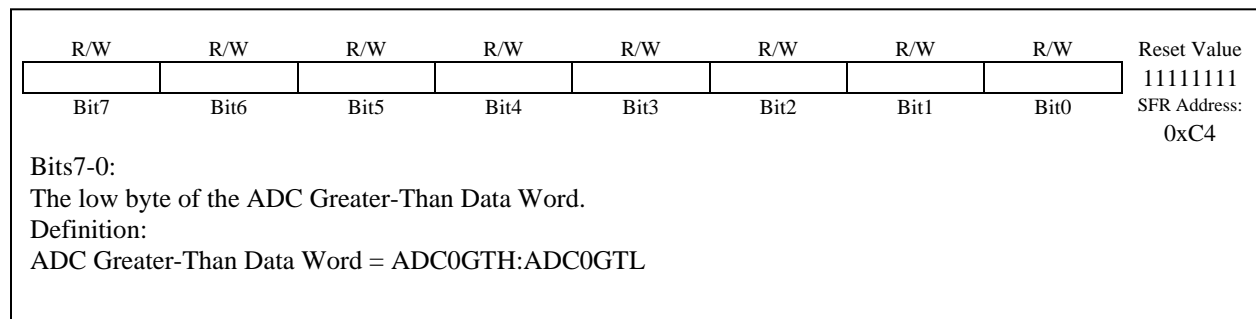 R/W R/W R/W R/W R/W R/W R/W R/W Reset Value
11111111
Bit7 Bit6 Bit5 Bit4 Bit3 Bit2 Bit1 Bit0 SFR Address:
0xC4
Bits7-0:
The low byte of the ADC Greater-Than Data Word.
Definition:
ADC Greater-Than Data Word = ADC0GTH:ADC0GTL